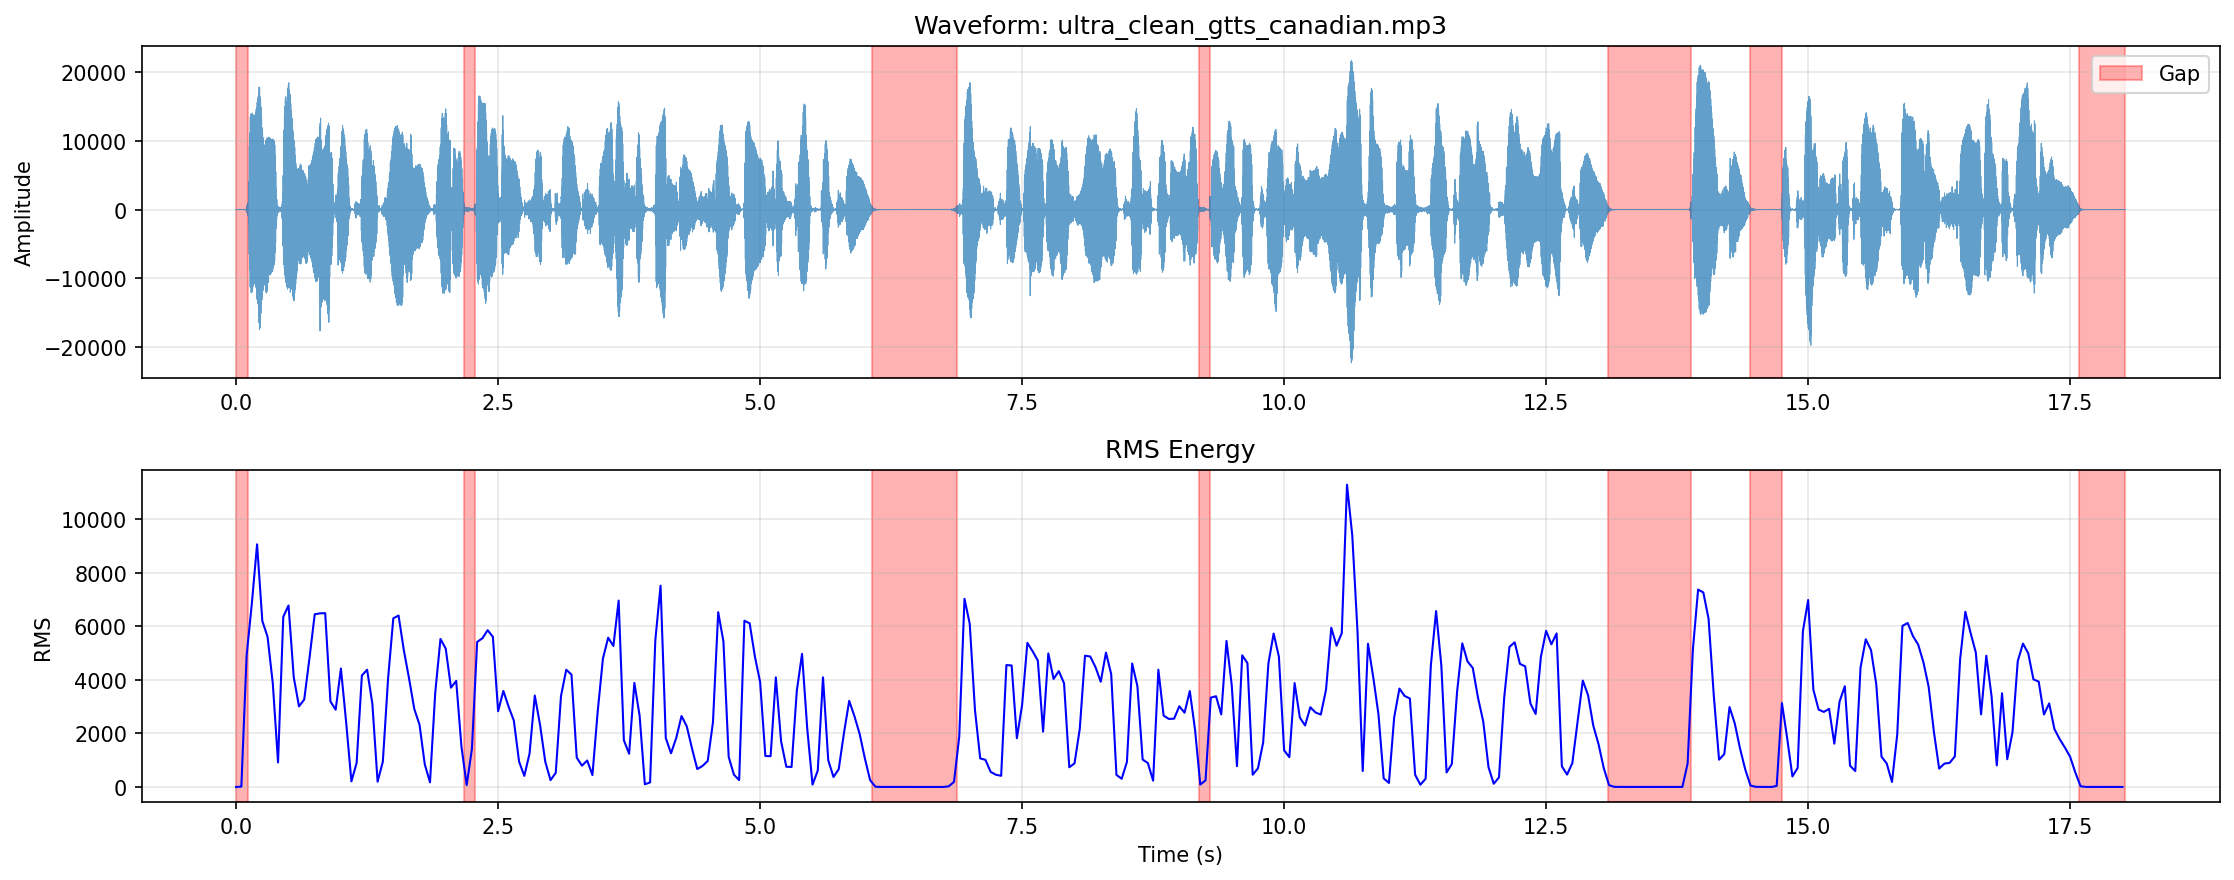 Waveform: ultra_clean_gtts_canadian.mp3
Gap
Amplitude
20000
10000
0
−10000
−20000
0.0 2.5 5.0 7.5 10.0 12.5 15.0 17.5
RMS Energy
RMS
10000
8000
6000
4000
2000
0
0.0 2.5 5.0 7.5 10.0 12.5 15.0 17.5
Time (s)